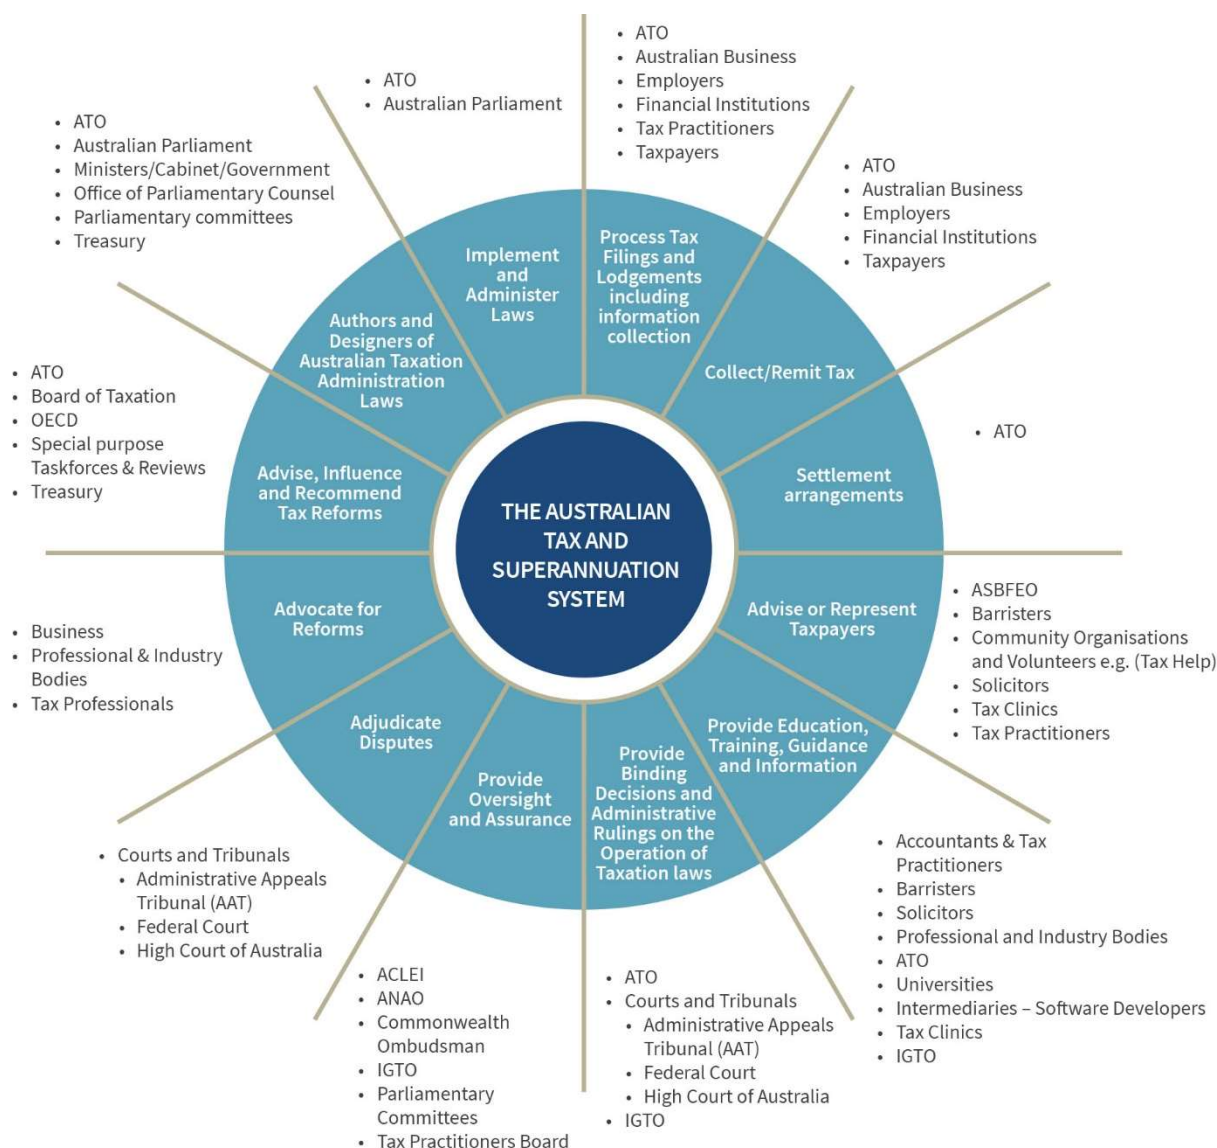 • ATO
• Australian Business
• Employers
• Financial Institutions
• Tax Practitioners
• Taxpayers
Process Tax
Filings and
Lodgements
including
information
collection
• ATO
• Australian Business
• Employers
• Financial Institutions
• Taxpayers
Collect/Remit Tax
• ATO
Settlement
arrangements
• ASBFEO
• Barristers
• Community Organisations
and Volunteers e.g. (Tax Help)
• Solicitors
• Tax Clinics
• Tax Practitioners
Advise or Represent
Taxpayers
• Accountants & Tax
Practitioners
• Barristers
• Solicitors
• Professional and Industry Bodies
• ATO
• Universities
• Intermediaries – Software Developers
• Tax Clinics
• IGTO
Provide Education,
Training, Guidance
and Information
• ATO
• Courts and Tribunals
• Administrative Appeals
Tribunal (AAT)
• Federal Court
• High Court of Australia
• IGTO
Provide
Binding
Decisions and
Administrative
Rulings on the
Operation of
Taxation laws
• ACLEI
• ANAO
• Commonwealth
Ombudsman
• IGTO
• Parliamentary
Committees
• Tax Practitioners Board
Provide
Oversight
and Assurance
• Courts and Tribunals
• Administrative Appeals
Tribunal (AAT)
• Federal Court
• High Court of Australia
Adjudicate
Disputes
• Business
• Professional & Industry
Bodies
• Tax Professionals
Advocate for
Reforms
• ATO
• Board of Taxation
• OECD
• Special purpose
Taskforces & Reviews
• Treasury
Advise, Influence
and Recommend
Tax Reforms
• ATO
• Australian Parliament
• Ministers/Cabinet/Government
• Office of Parliamentary Counsel
• Parliamentary committees
• Treasury
Authors and
Designers of
Australian Taxation
Administration
Laws
• ATO
• Australian Parliament
Implement
and
Administer
Laws
THE AUSTRALIAN
TAX AND
SUPERANNUATION
SYSTEM